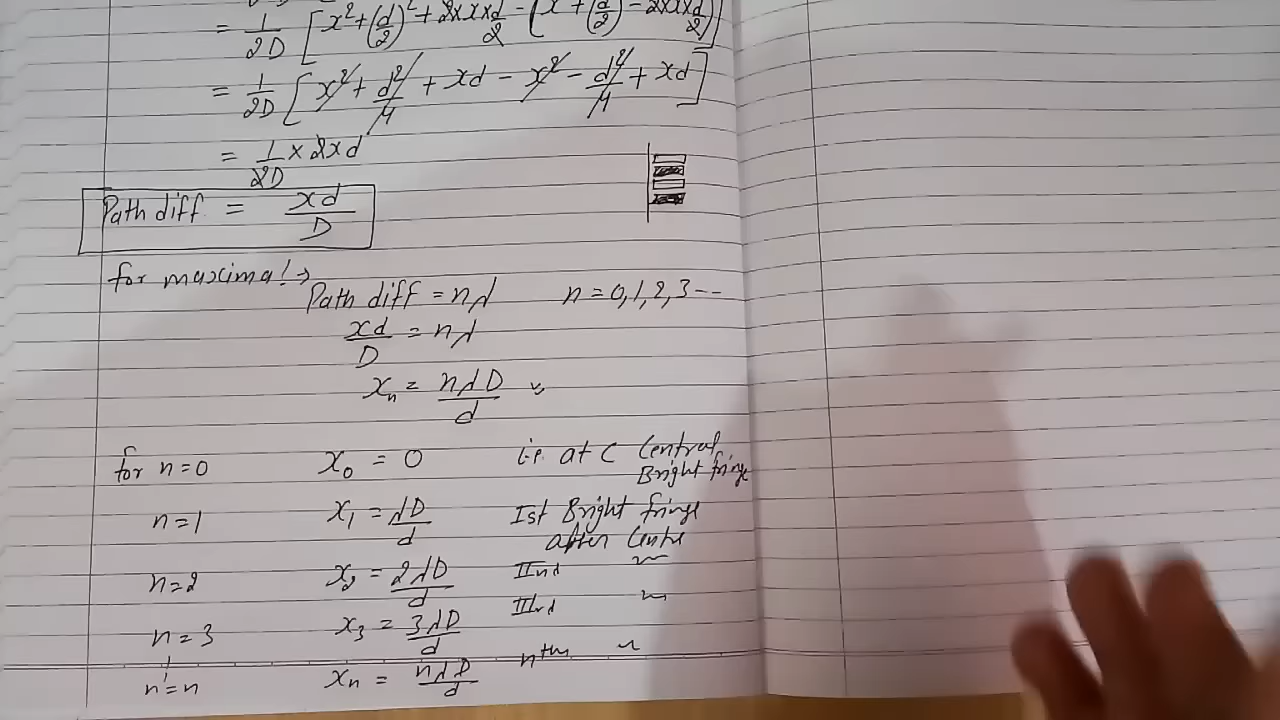 = 1/2D [x² + (d/2)² + 2×x×d/2 - (x² + (d/2)² - 2×x×d/2)]
= 1/2D [x² + d²/4 + xd - x² - d²/4 + xd]
= 1/2D × 2xd
Path diff = xd/D
for maxima! →
Path diff = nλ n = 0,1,2,3--
xd/D = nλ
xₙ = nλD/d
for n=0 x₀ = 0 i.e. at C Central Bright fringe
n=1 x₁ = λD/d Ist Bright fringe after Centre
n=2 x₂ = 2λD/d IInd "
n=3 x₃ = 3λD/d IIIrd "
n=n xₙ = nλD/d nth "